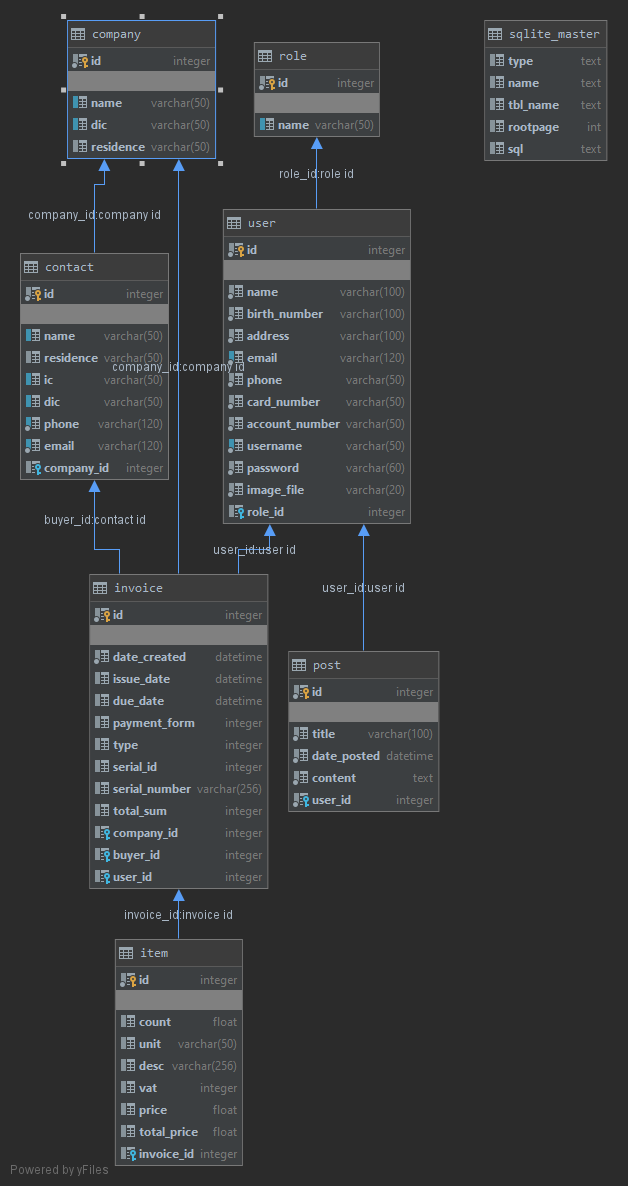 company
id integer
name varchar(50)
dic varchar(50)
residence varchar(50)
role
id integer
name varchar(50)
sqlite_master
type text
name text
tbl_name text
rootpage int
sql text
role_id:role id
company_id:company id
user
id integer
name varchar(100)
birth_number varchar(100)
address varchar(100)
email varchar(120)
phone varchar(50)
card_number varchar(50)
account_number varchar(50)
username varchar(50)
password varchar(60)
image_file varchar(20)
role_id integer
contact
id integer
name varchar(50)
residence varchar(50)
ic varchar(50)
dic varchar(50)
phone varchar(120)
email varchar(120)
company_id integer
company_id:company id
buyer_id:contact id
user_id:user id
user_id:user id
invoice
id integer
date_created datetime
issue_date datetime
due_date datetime
payment_form integer
type integer
serial_id integer
serial_number varchar(256)
total_sum integer
company_id integer
buyer_id integer
user_id integer
post
id integer
title varchar(100)
date_posted datetime
content text
user_id integer
invoice_id:invoice id
item
id integer
count float
unit varchar(50)
desc varchar(256)
vat integer
price float
total_price float
invoice_id integer
Powered by yFiles